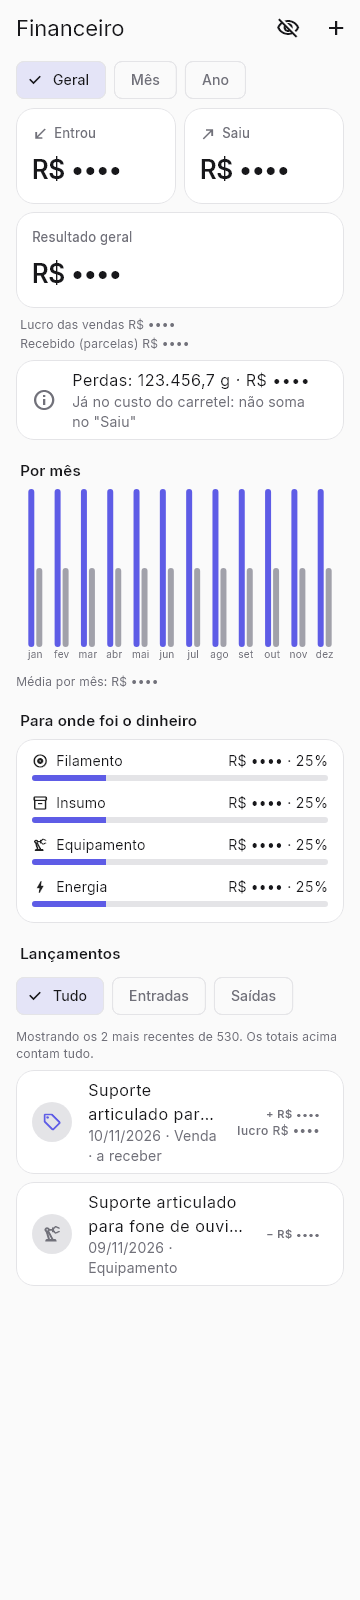 Financeiro
Geral
Mês
Ano
Entrou
Saiu
R$ ••••
R$ ••••
Resultado geral
R$ ••••
Lucro das vendas R$ ••••
Recebido (parcelas) R$ ••••
Perdas: 123.456,7 g · R$ ••••
Já no custo do carretel: não soma
no "Saiu"
Por mês
jan fev mar abr mai jun jul ago set out nov dez
Média por mês: R$ ••••
Para onde foi o dinheiro
Filamento R$ •••• · 25%
Insumo R$ •••• · 25%
Equipamento R$ •••• · 25%
Energia R$ •••• · 25%
Lançamentos
Tudo
Entradas
Saídas
Mostrando os 2 mais recentes de 530. Os totais acima
contam tudo.
Suporte
articulado par...
10/11/2026 · Venda
· a receber
+ R$ ••••
lucro R$ ••••
Suporte articulado
para fone de ouvi...
09/11/2026 ·
Equipamento
− R$ ••••